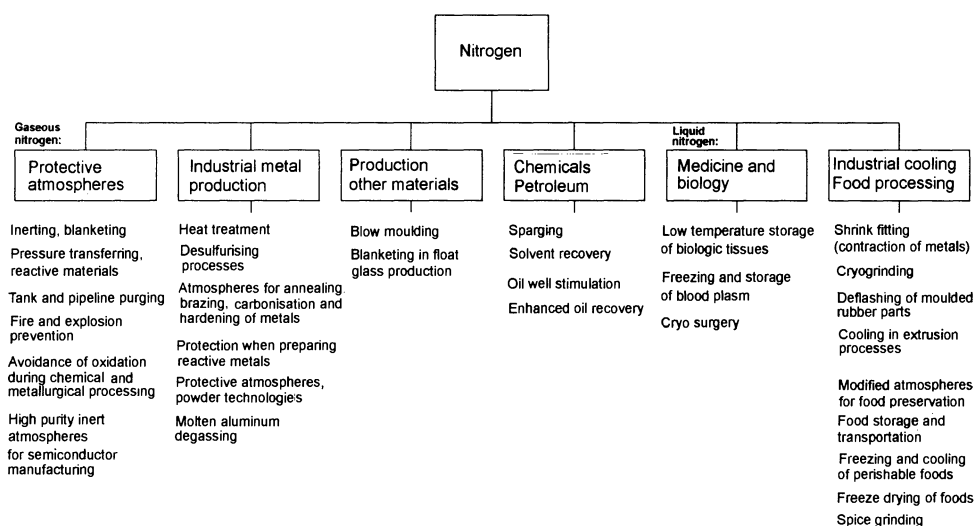 Nitrogen
Gaseous
nitrogen:
Protective
atmospheres
Inerting, blanketing
Pressure transferring,
reactive materials
Tank and pipeline purging
Fire and explosion
prevention
Avoidance of oxidation
during chemical and
metallurgical processing
High purity inert
atmospheres
for semiconductor
manufacturing
Industrial metal
production
Heat treatment
Desulfurising
processes
Atmospheres for annealing,
brazing, carbonisation and
hardening of metals
Protection when preparing
reactive metals
Protective atmospheres,
powder technologies
Molten aluminum
degassing
Production
other materials
Blow moulding
Blanketing in float
glass production
Chemicals
Petroleum
Sparging
Solvent recovery
Oil well stimulation
Enhanced oil recovery
Liquid
nitrogen:
Medicine and
biology
Low temperature storage
of biologic tissues
Freezing and storage
of blood plasm
Cryo surgery
Industrial cooling
Food processing
Shrink fitting
(contraction of metals)
Cryogrinding
Deflashing of moulded
rubber parts
Cooling in extrusion
processes
Modified atmospheres
for food preservation
Food storage and
transportation
Freezing and cooling
of perishable foods
Freeze drying of foods
Spice grinding